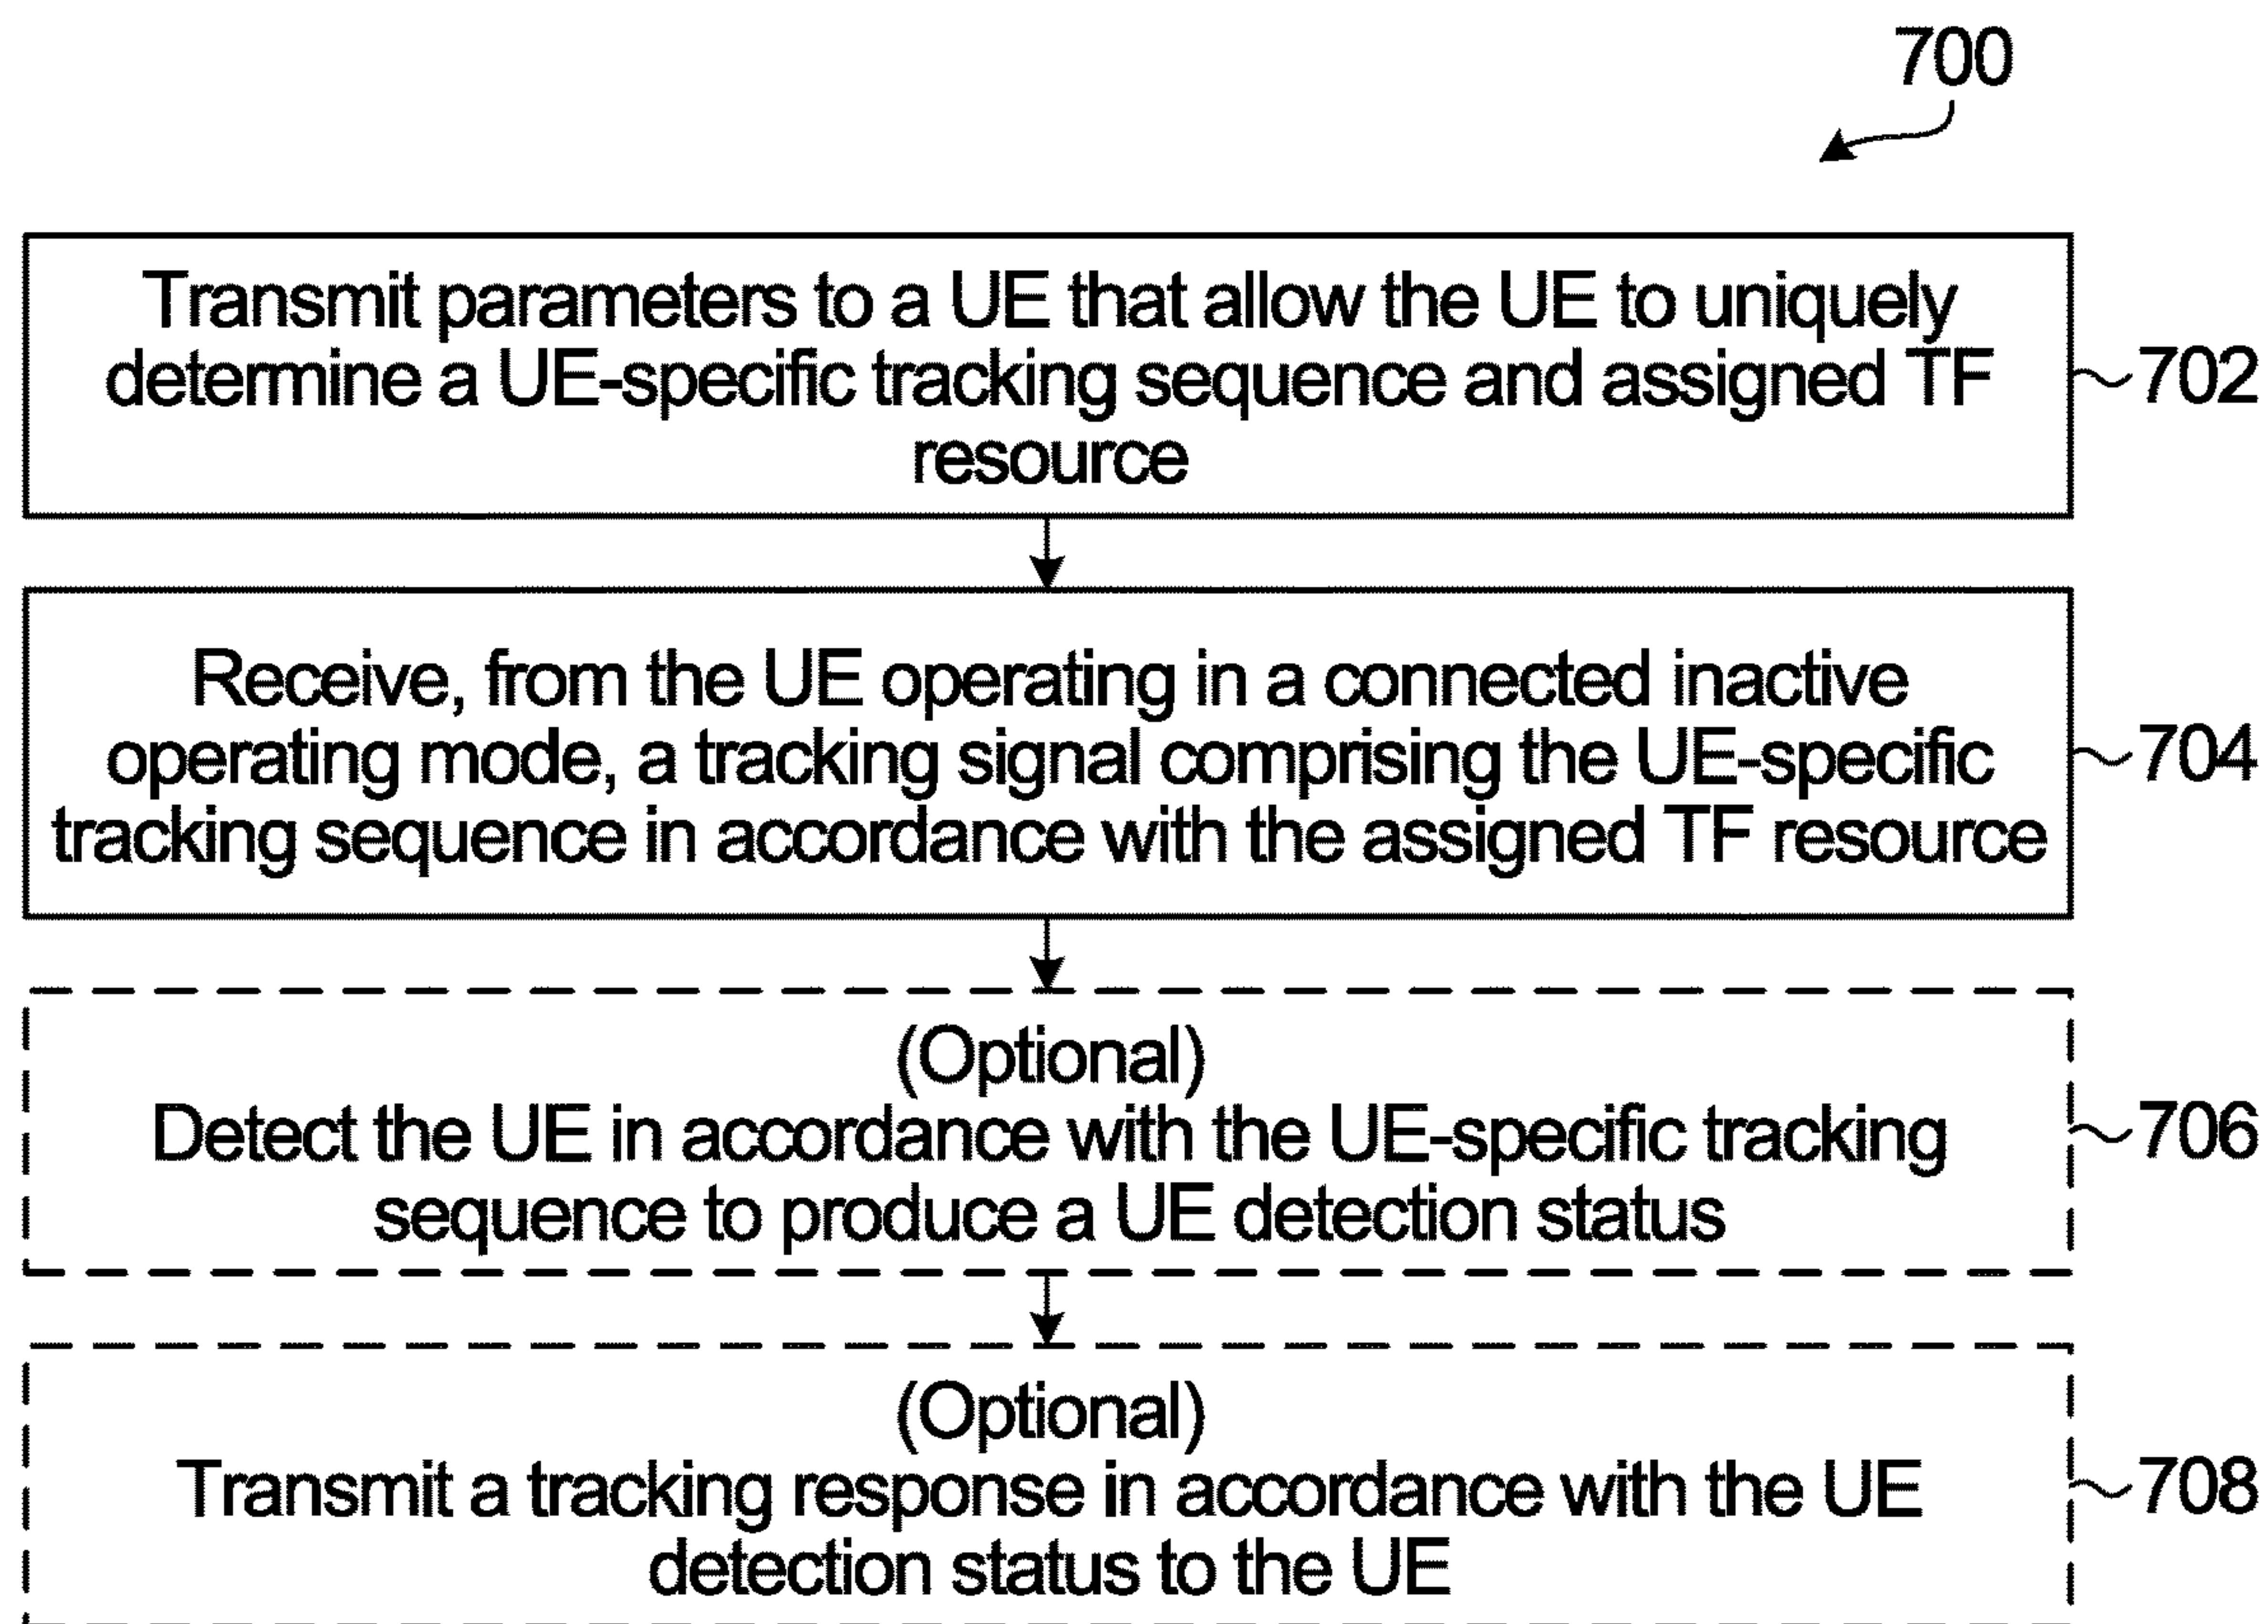 700
Transmit parameters to a UE that allow the UE to uniquely
determine a UE-specific tracking sequence and assigned TF
resource
702
Receive, from the UE operating in a connected inactive
operating mode, a tracking signal comprising the UE-specific
tracking sequence in accordance with the assigned TF resource
704
(Optional)
Detect the UE in accordance with the UE-specific tracking
sequence to produce a UE detection status
706
(Optional)
Transmit a tracking response in accordance with the UE
detection status to the UE
708